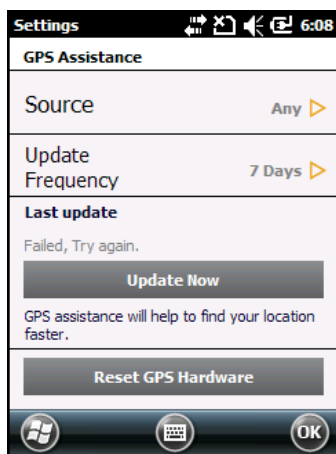 Settings 6:08
GPS Assistance
Source Any
Update
Frequency 7 Days
Last update
Failed, Try again.
Update Now
GPS assistance will help to find your location
faster.
Reset GPS Hardware
OK